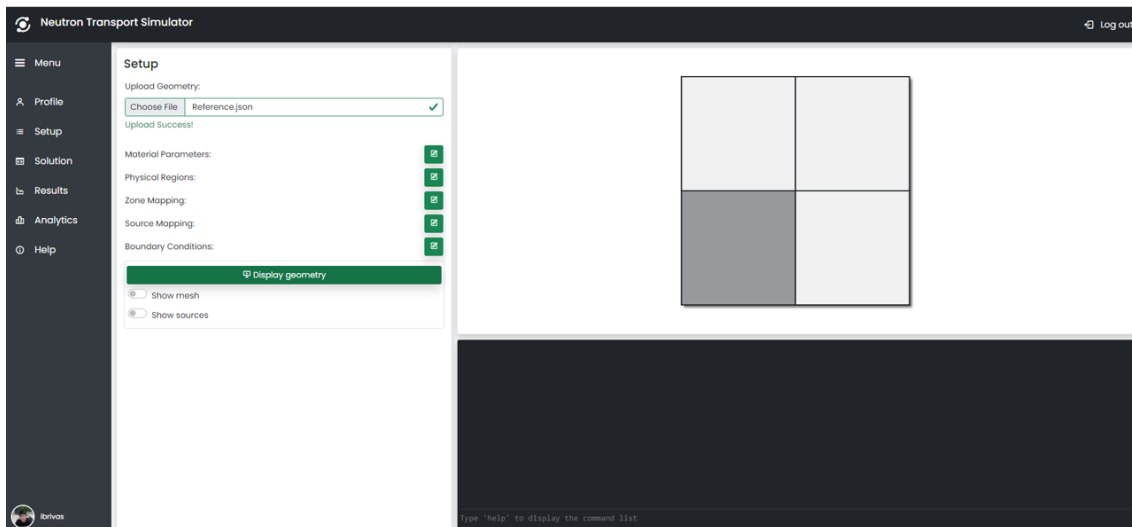 Neutron Transport Simulator
Log out
Menu
Profile
Setup
Solution
Results
Analytics
Help
ibrivas
Setup
Upload Geometry:
Choose File Reference.json
Upload Success!
Material Parameters:
Physical Regions:
Zone Mapping:
Source Mapping:
Boundary Conditions:
Display geometry
Show mesh
Show sources
Type 'help' to display the command list